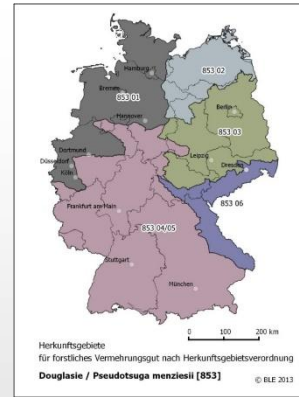 Hamburg
853 02
Bremen
853 01
Berlin
Hannover
853 03
Dortmund
Leipzig
Düsseldorf
Dresden
Köln
853 06
Frankfurt am Main
853 04/05
Stuttgart
München
0 100 200 km
Herkunftsgebiete
für forstliches Vermehrungsgut nach Herkunftsgebietsverordnung
Douglasie / Pseudotsuga menziesii [853]
© BLE 2013